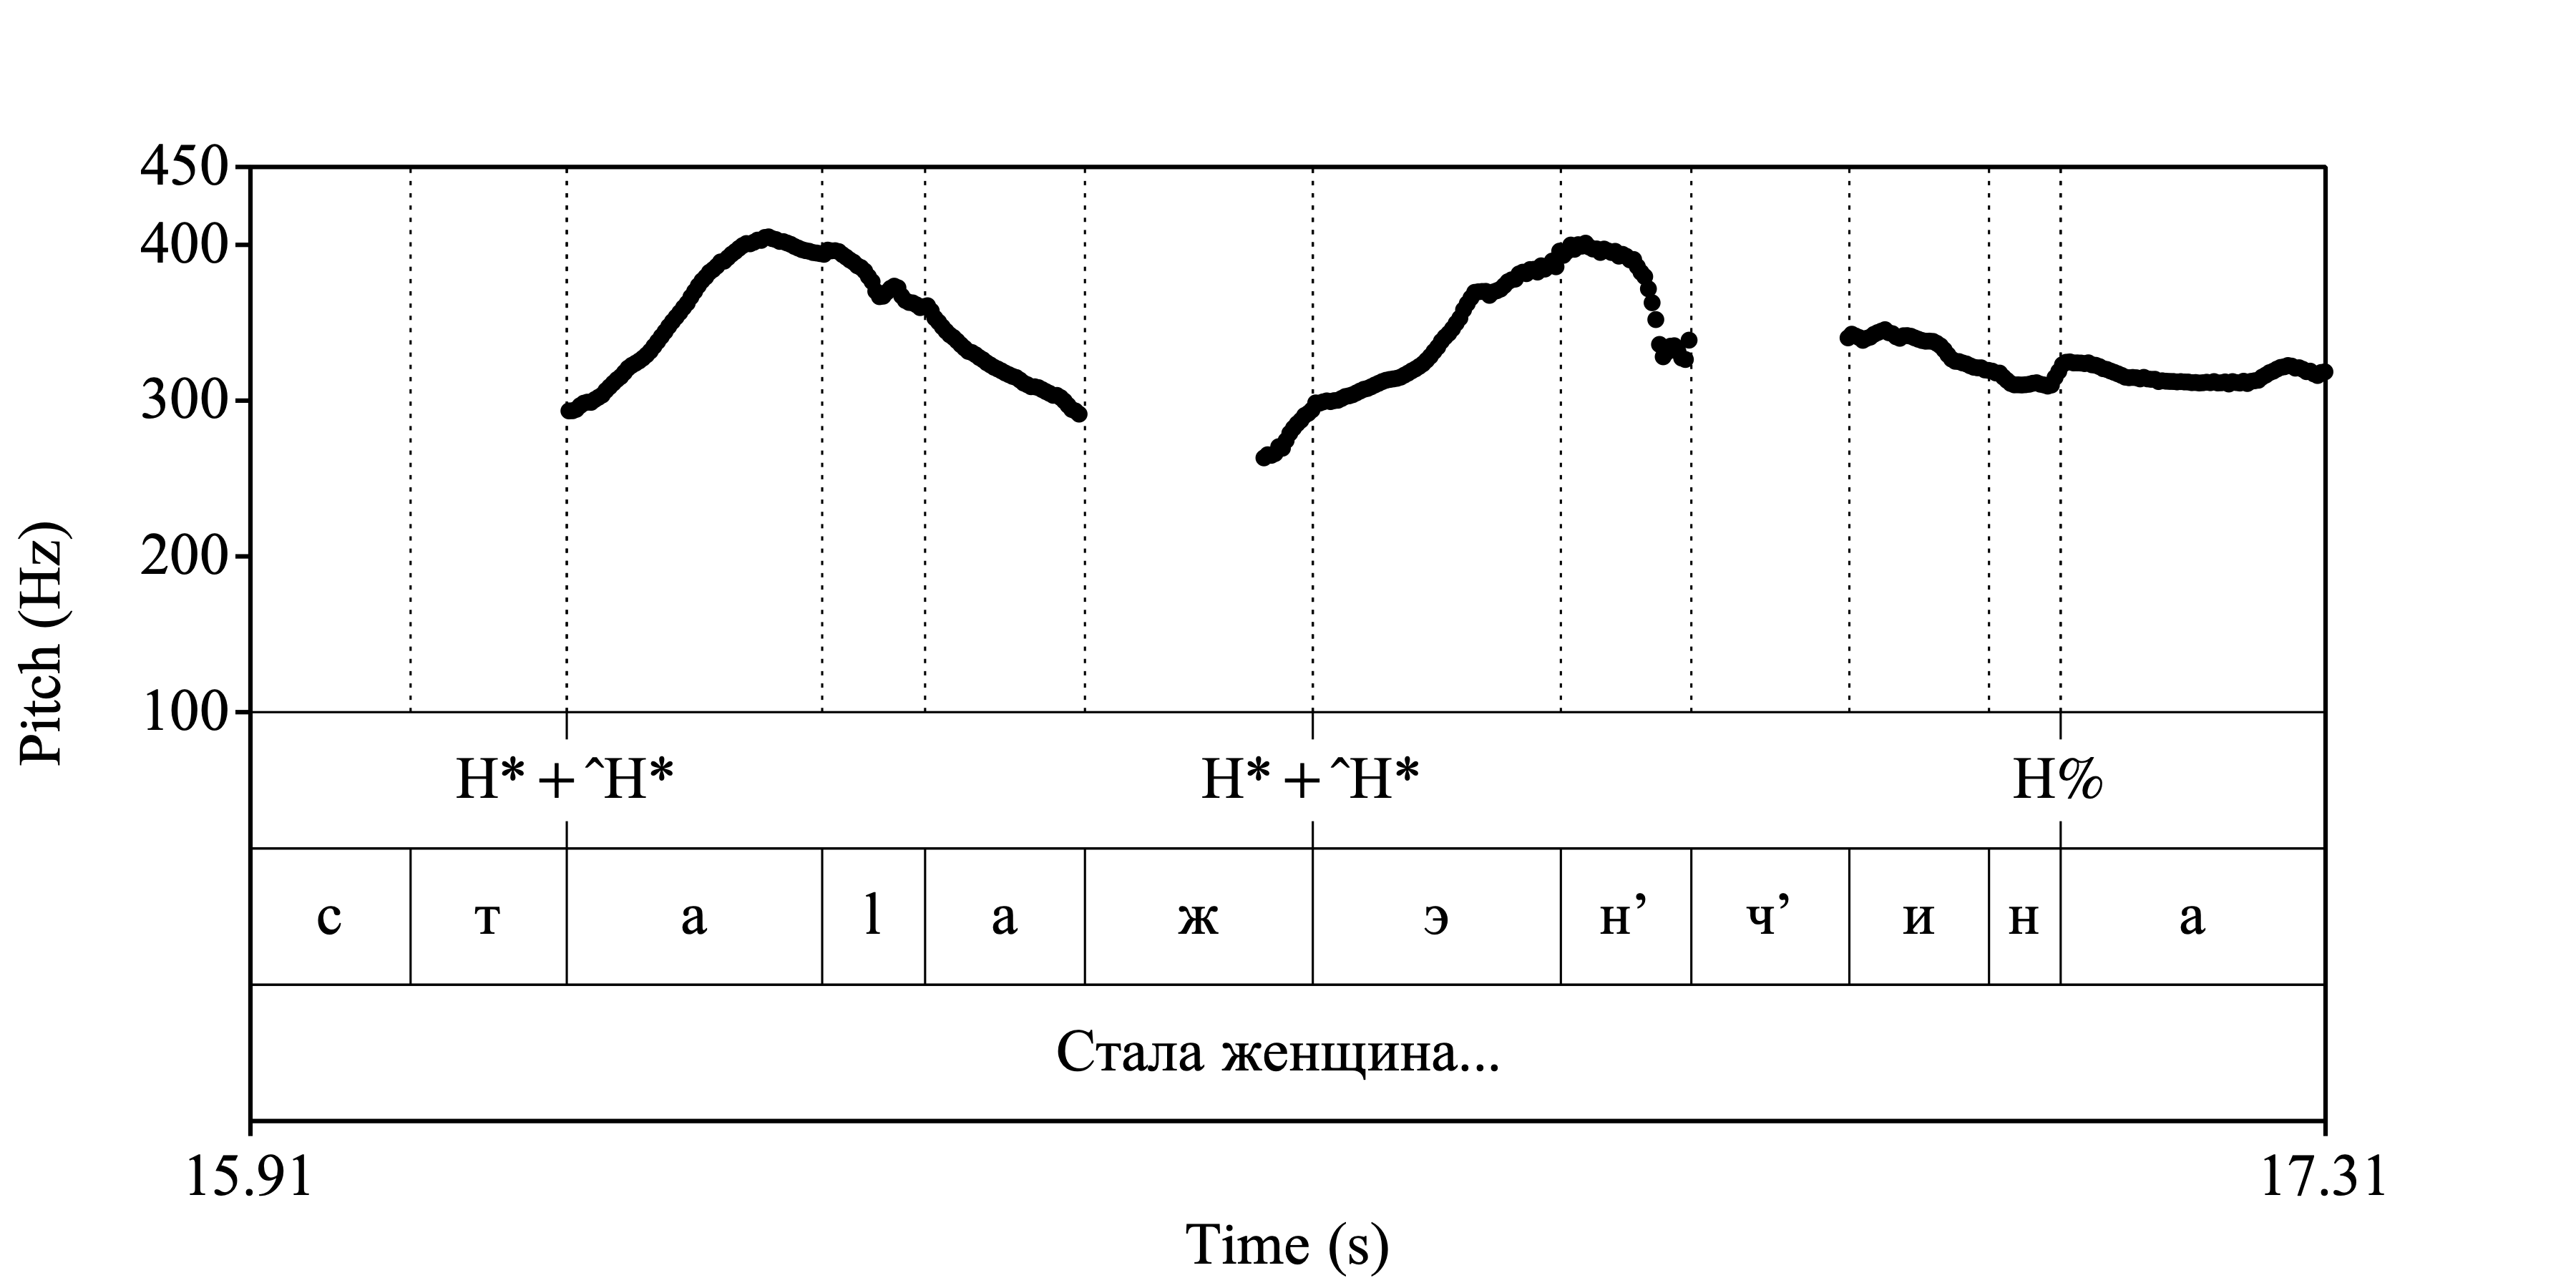 Pitch (Hz)
450
400
300
200
100
H* + ˆH* H* + ˆH* H%
с т а l а ж э н’ ч’ и н а
Стала женщина...
15.91 17.31
Time (s)